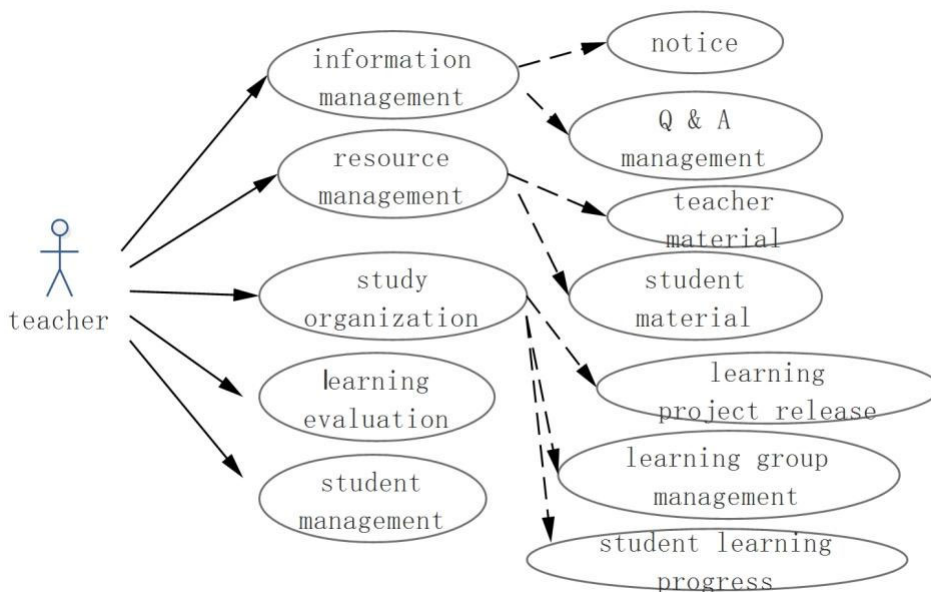 information
management
notice
Q & A
management
resource
management
teacher
material
student
material
teacher
study
organization
learning
project release
learning
evaluation
learning group
management
student
management
student learning
progress